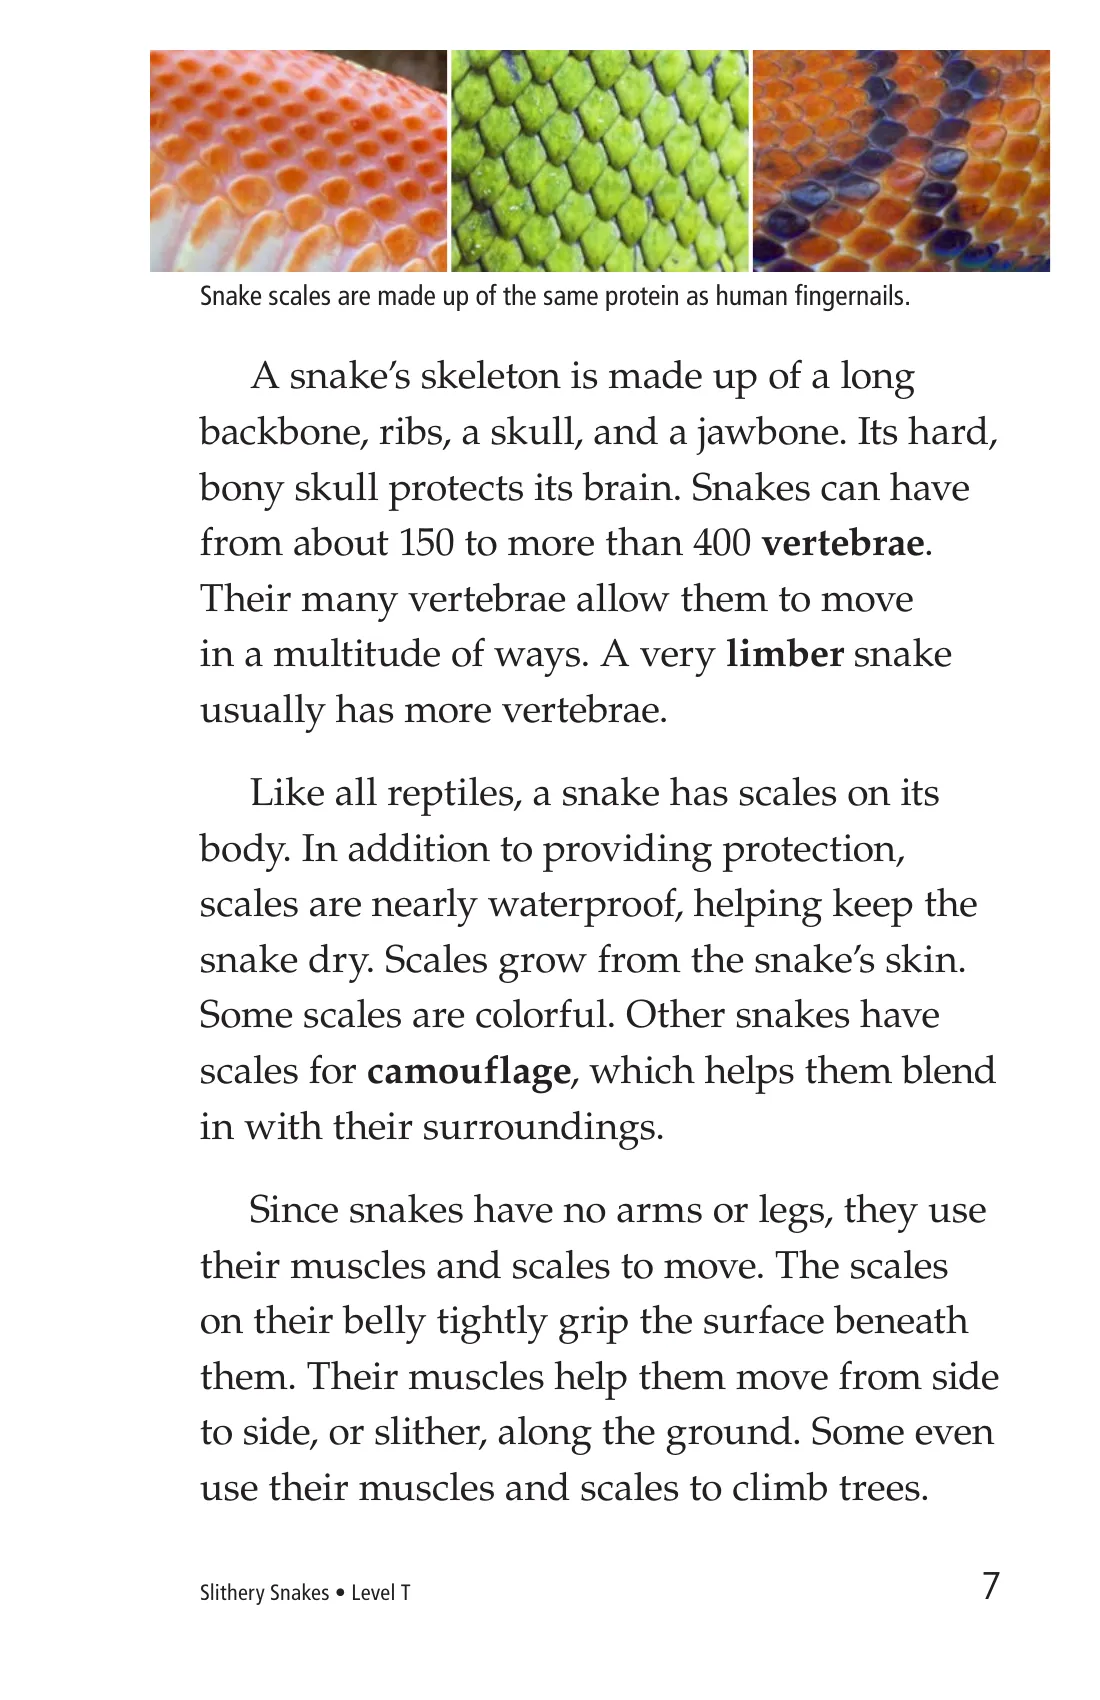 Snake scales are made up of the same protein as human fingernails.
A snake’s skeleton is made up of a long
backbone, ribs, a skull, and a jawbone. Its hard,
bony skull protects its brain. Snakes can have
from about 150 to more than 400 vertebrae.
Their many vertebrae allow them to move
in a multitude of ways. A very limber snake
usually has more vertebrae.
Like all reptiles, a snake has scales on its
body. In addition to providing protection,
scales are nearly waterproof, helping keep the
snake dry. Scales grow from the snake’s skin.
Some scales are colorful. Other snakes have
scales for camouflage, which helps them blend
in with their surroundings.
Since snakes have no arms or legs, they use
their muscles and scales to move. The scales
on their belly tightly grip the surface beneath
them. Their muscles help them move from side
to side, or slither, along the ground. Some even
use their muscles and scales to climb trees.
Slithery Snakes • Level T
7